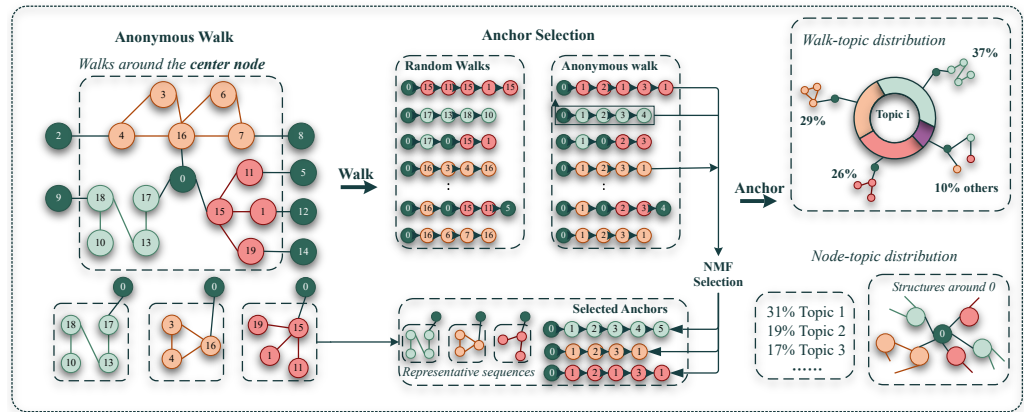 Anonymous Walk
Walks around the center node
3
6
2
4
16
7
8
0
9
18
17
11
5
15
1
12
10
13
19
14
0
18
17
10
13
0
3
16
4
0
19
15
1
11
Walk
Anchor Selection
Random Walks
0 15 11 15 1 15
0 17 13 18 10
0 17 0 15 1
0 16 3 4 16
:
0 16 0 15 11 5
0 16 6 7 16
Anonymous walk
0 1 2 1 3 1
0 1 2 3 4
0 1 0 2 3
0 1 2 3 1
:
0 1 0 2 3 4
0 1 2 3 1
NMF
Selection
Selected Anchors
0 1 2 3 4 5
0 1 2 3 1
0 1 2 1 3 1
Representative sequences
Anchor
Walk-topic distribution
37%
29%
Topic i
26%
10% others
Node-topic distribution
31% Topic 1
19% Topic 2
17% Topic 3
......
Structures around 0
0